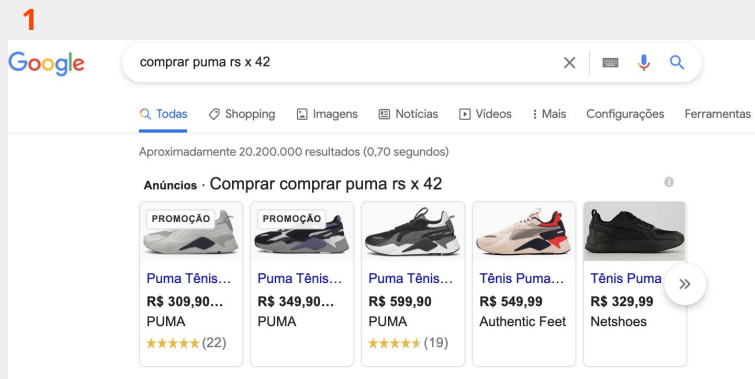 1
Google
comprar puma rs x 42
Todas Shopping Imagens Notícias Vídeos Mais Configurações Ferramentas
Aproximadamente 20.200.000 resultados (0,70 segundos)
Anúncios · Comprar comprar puma rs x 42
PROMOÇÃO
Puma Tênis...
R$ 309,90...
PUMA
(22)
PROMOÇÃO
Puma Tênis...
R$ 349,90...
PUMA
Puma Tênis...
R$ 599,90
PUMA
(19)
Tênis Puma...
R$ 549,99
Authentic Feet
Tênis Puma
R$ 329,99
Netshoes